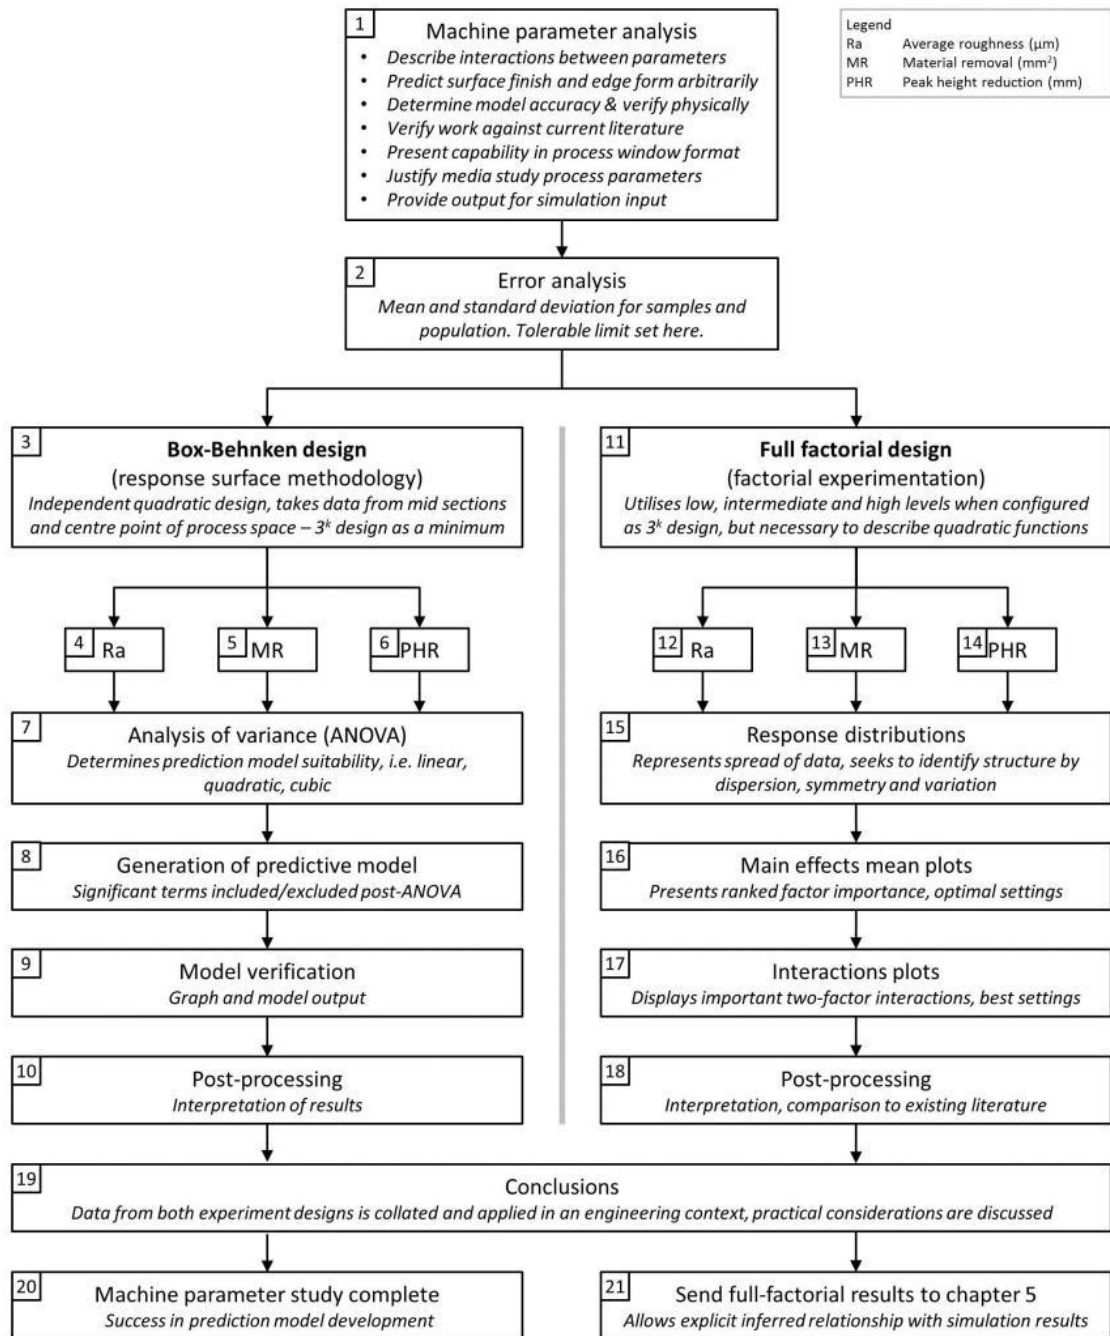 1
Machine parameter analysis
• Describe interactions between parameters
• Predict surface finish and edge form arbitrarily
• Determine model accuracy & verify physically
• Verify work against current literature
• Present capability in process window format
• Justify media study process parameters
• Provide output for simulation input
Legend
Ra Average roughness (µm)
MR Material removal (mm²)
PHR Peak height reduction (mm)
2
Error analysis
Mean and standard deviation for samples and
population. Tolerable limit set here.
3
Box-Behnken design
(response surface methodology)
Independent quadratic design, takes data from mid sections
and centre point of process space – 3ᵏ design as a minimum
11
Full factorial design
(factorial experimentation)
Utilises low, intermediate and high levels when configured
as 3ᵏ design, but necessary to describe quadratic functions
4 Ra
5 MR
6 PHR
12 Ra
13 MR
14 PHR
7
Analysis of variance (ANOVA)
Determines prediction model suitability, i.e. linear,
quadratic, cubic
15
Response distributions
Represents spread of data, seeks to identify structure by
dispersion, symmetry and variation
8
Generation of predictive model
Significant terms included/excluded post-ANOVA
16
Main effects mean plots
Presents ranked factor importance, optimal settings
9
Model verification
Graph and model output
17
Interactions plots
Displays important two-factor interactions, best settings
10
Post-processing
Interpretation of results
18
Post-processing
Interpretation, comparison to existing literature
19
Conclusions
Data from both experiment designs is collated and applied in an engineering context, practical considerations are discussed
20
Machine parameter study complete
Success in prediction model development
21
Send full-factorial results to chapter 5
Allows explicit inferred relationship with simulation results